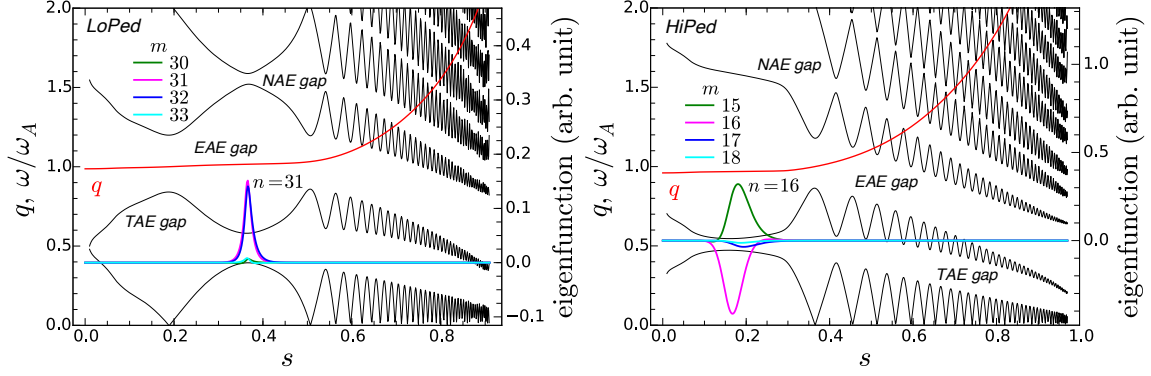 LoPed
m
30
31
32
33
NAE gap
EAE gap
TAE gap
q
n = 31
q, ω/ω_A
2.0
1.5
1.0
0.5
0.0
0.0 0.2 0.4 0.6 0.8
s
0.4
0.3
0.2
0.1
0.0
−0.1
eigenfunction (arb. unit)
HiPed
m
15
16
17
18
NAE gap
EAE gap
TAE gap
q
n = 16
q, ω/ω_A
2.0
1.5
1.0
0.5
0.0
0.0 0.2 0.4 0.6 0.8 1.0
s
1.0
0.5
0.0
eigenfunction (arb. unit)